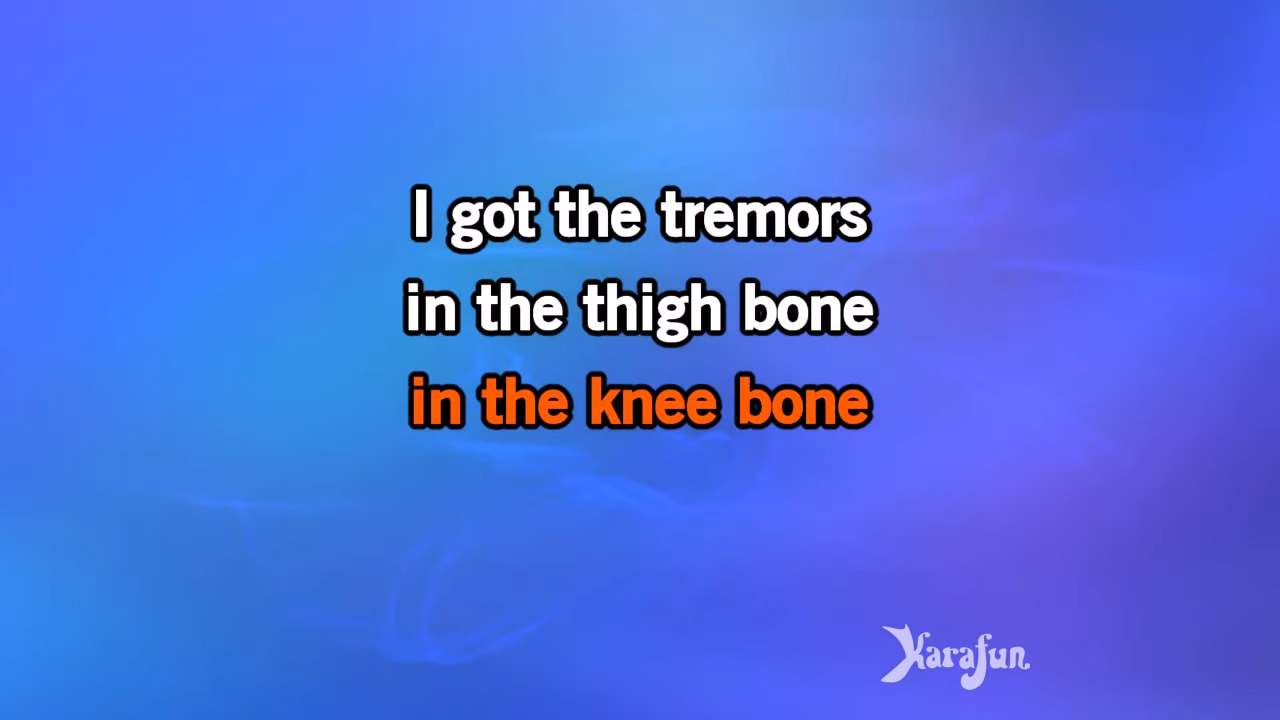 I got the tremors
in the thigh bone
in the knee bone
Karafun